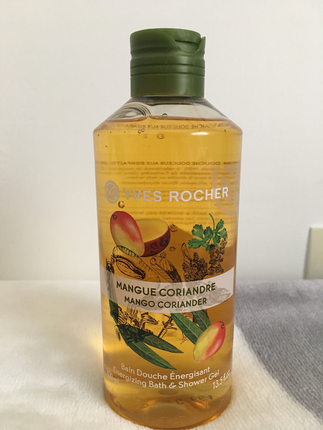 YVES ROCHER
MANGUE CORIANDRE
MANGO CORIANDER
Bain Douche Énergisant
Energizing Bath & Shower Gel